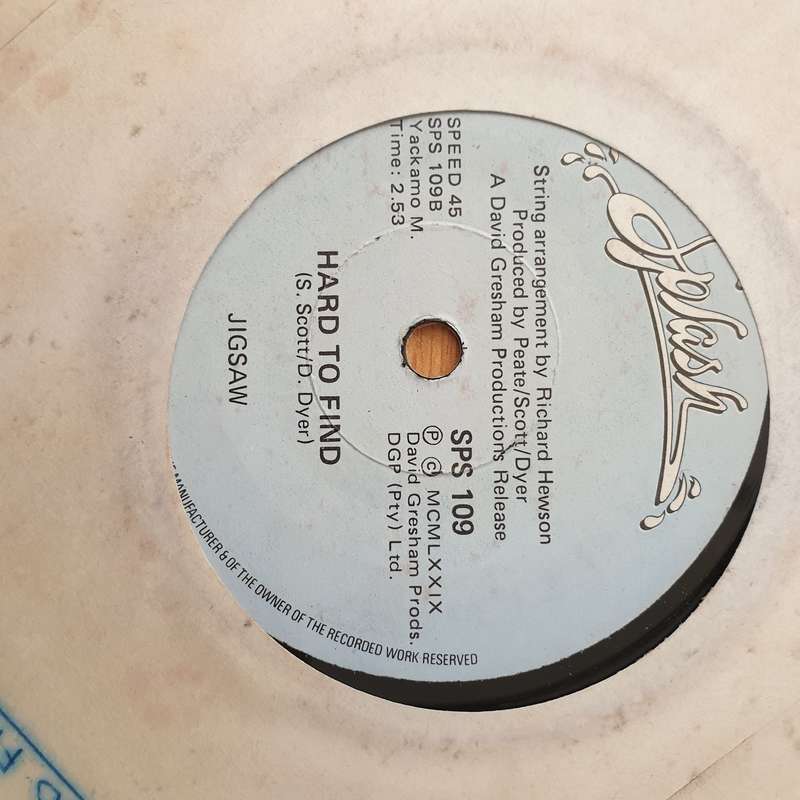 Splash
String arrangement by Richard Hewson
Produced by Peate/Scott/Dyer
A David Gresham Productions Release
SPEED 45
SPS 109B
Yackamo M.
Time: 2.53
SPS 109
Ⓟ © MCMLXXIX
David Gresham Prods.
DGP (Pty) Ltd.
HARD TO FIND
(S. Scott/D. Dyer)
JIGSAW
MANUFACTURER & OF THE OWNER OF THE RECORDED WORK RESERVED